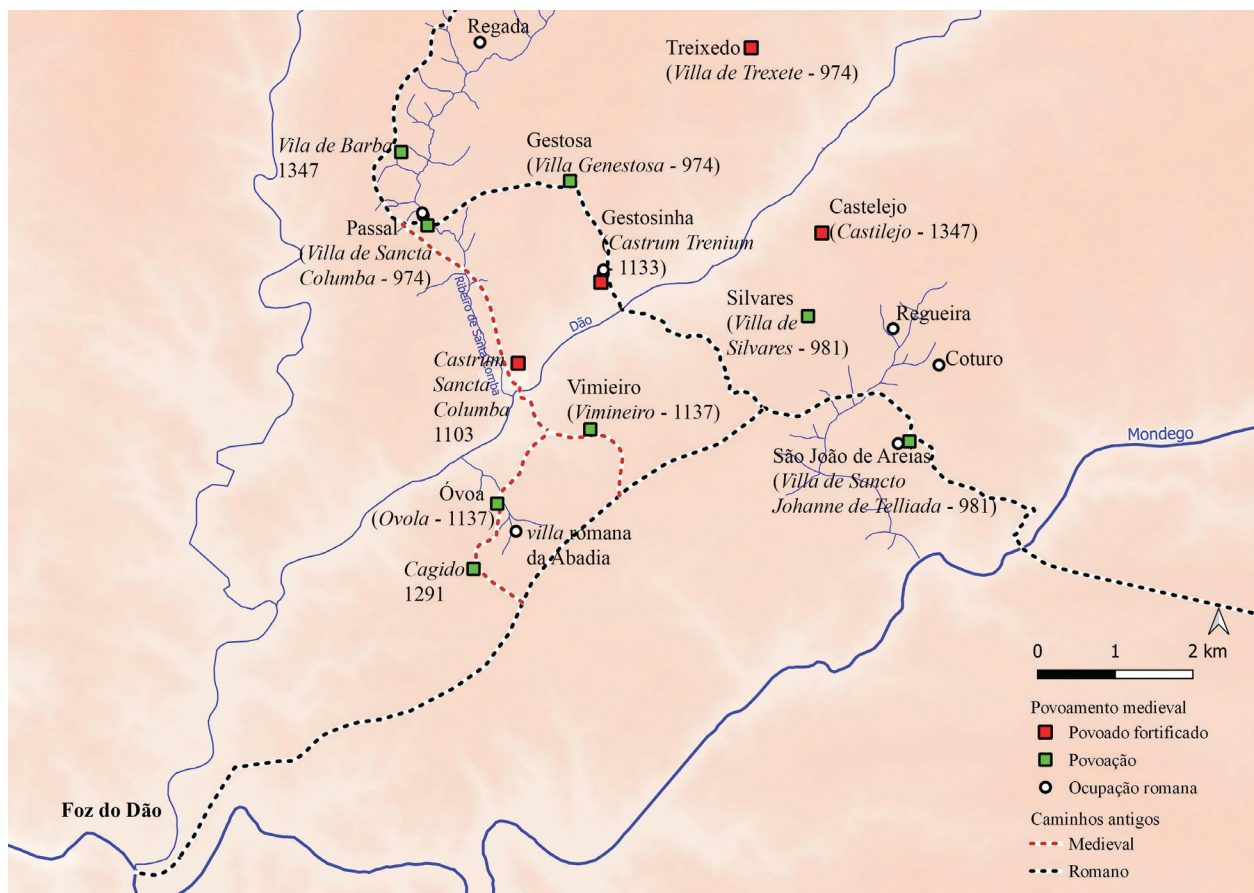 Regada
Treixedo
(Villa de Trexete - 974)
Vila de Barba
1347
Gestosa
(Villa Genestosa - 974)
Passal
(Villa de Sancta
Columba - 974)
Gestosinha
(Castrum Trenium
- 1133)
Castelejo
(Castilejo - 1347)
Ribeiro de Santa Comba
Dão
Silvares
(Villa de
Silvares - 981)
Regueira
Coturo
Castrum
Sancta
Columba
1103
Vimieiro
(Vimineiro - 1137)
Mondego
São João de Areias
(Villa de Sancto
Johanne de Telliada - 981)
Óvoa
(Ovola - 1137)
villa romana
da Abadia
Cagido
1291
Foz do Dão
0 1 2 km
Povoamento medieval
Povoado fortificado
Povoação
Ocupação romana
Caminhos antigos
Medieval
Romano